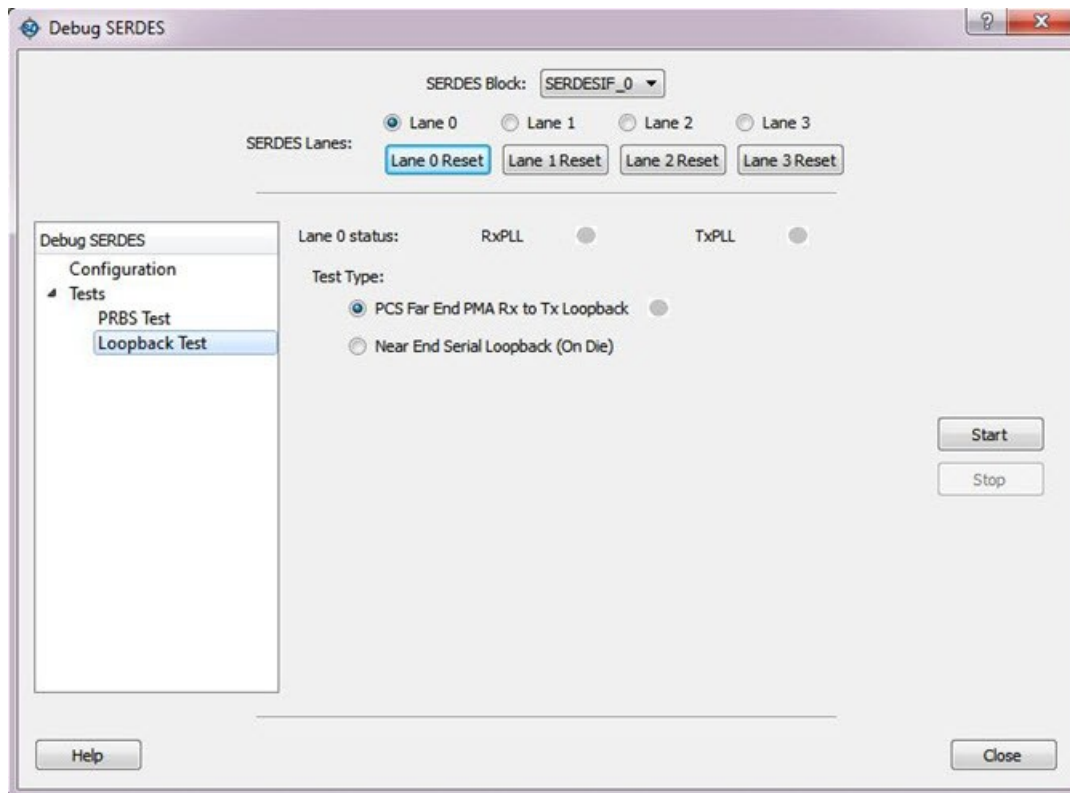 Debug SERDES
SERDES Block: SERDESIF_0
SERDES Lanes:
Lane 0 Lane 1 Lane 2 Lane 3
Lane 0 Reset Lane 1 Reset Lane 2 Reset Lane 3 Reset
Debug SERDES
Configuration
Tests
PRBS Test
Loopback Test
Lane 0 status: RxPLL TxPLL
Test Type:
PCS Far End PMA Rx to Tx Loopback
Near End Serial Loopback (On Die)
Start
Stop
Help
Close